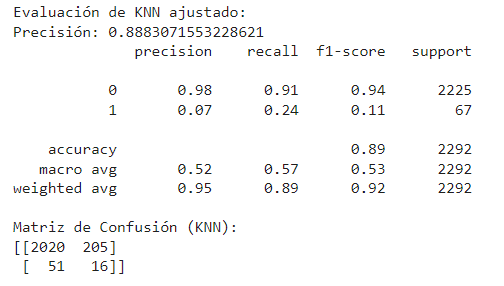 Evaluación de KNN ajustado:
Precisión: 0.8883071553228621
precision recall f1-score support
0 0.98 0.91 0.94 2225
1 0.07 0.24 0.11 67
accuracy 0.89 2292
macro avg 0.52 0.57 0.53 2292
weighted avg 0.95 0.89 0.92 2292
Matriz de Confusión (KNN):
[[2020 205]
[ 51 16]]